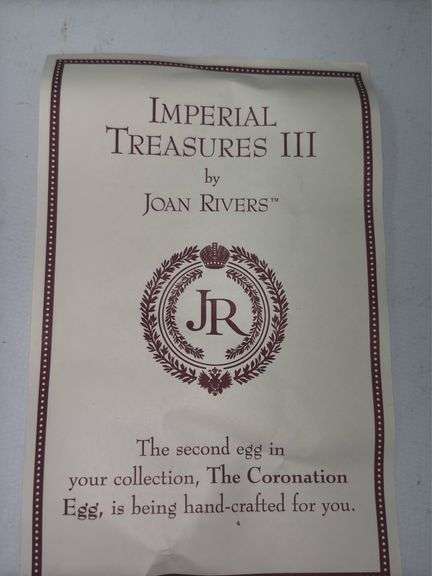 IMPERIAL
TREASURES III
by
JOAN RIVERS™
JR
The second egg in
your collection, The Coronation
Egg, is being hand-crafted for you.